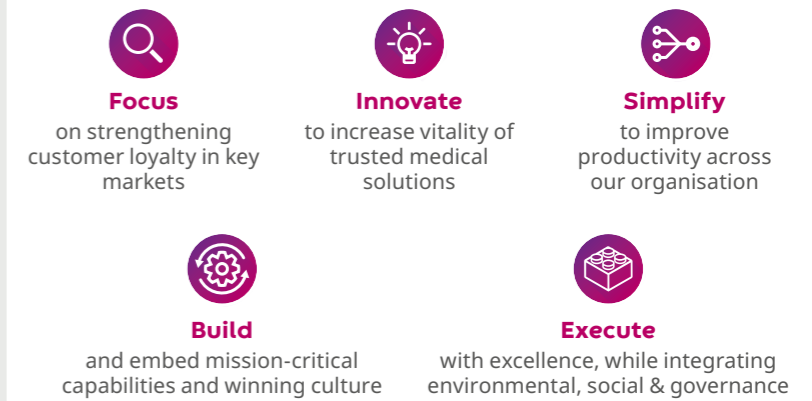 Focus
on strengthening
customer loyalty in key
markets
Innovate
to increase vitality of
trusted medical
solutions
Simplify
to improve
productivity across
our organisation
Build
and embed mission-critical
capabilities and winning culture
Execute
with excellence, while integrating
environmental, social & governance